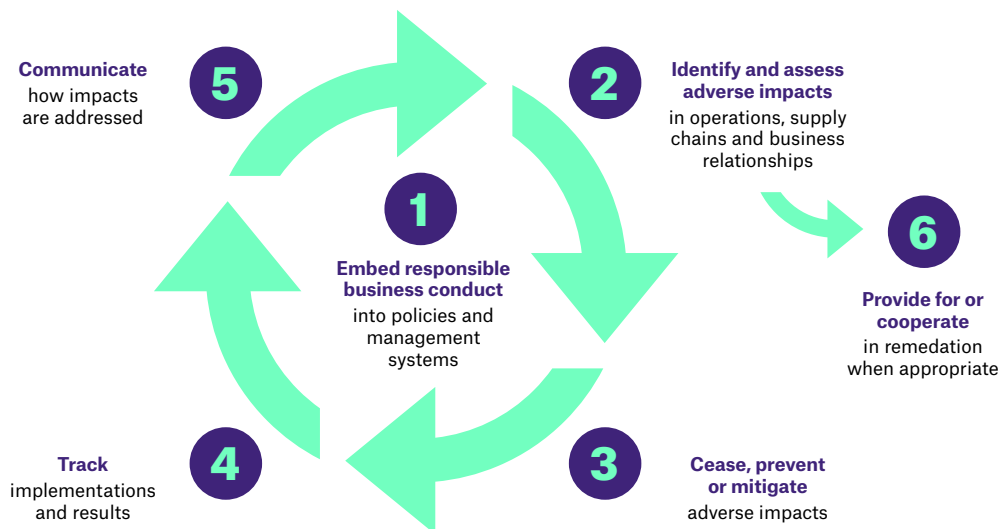 1
Embed responsible
business conduct
into policies and
management
systems
2
Identify and assess
adverse impacts
in operations, supply
chains and business
relationships
3
Cease, prevent
or mitigate
adverse impacts
4
Track
implementations
and results
5
Communicate
how impacts
are addressed
6
Provide for or
cooperate
in remedation
when appropriate